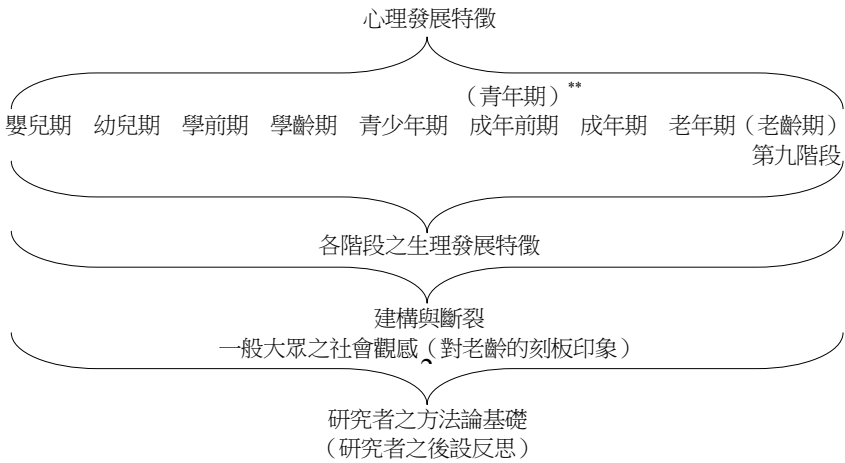 心理發展特徵
（青年期）**
嬰兒期 幼兒期 學前期 學齡期 青少年期 成年前期 成年期 老年期（老齡期）
第九階段
各階段之生理發展特徵
建構與斷裂
一般大眾之社會觀感（對老齡的刻板印象）
研究者之方法論基礎
（研究者之後設反思）